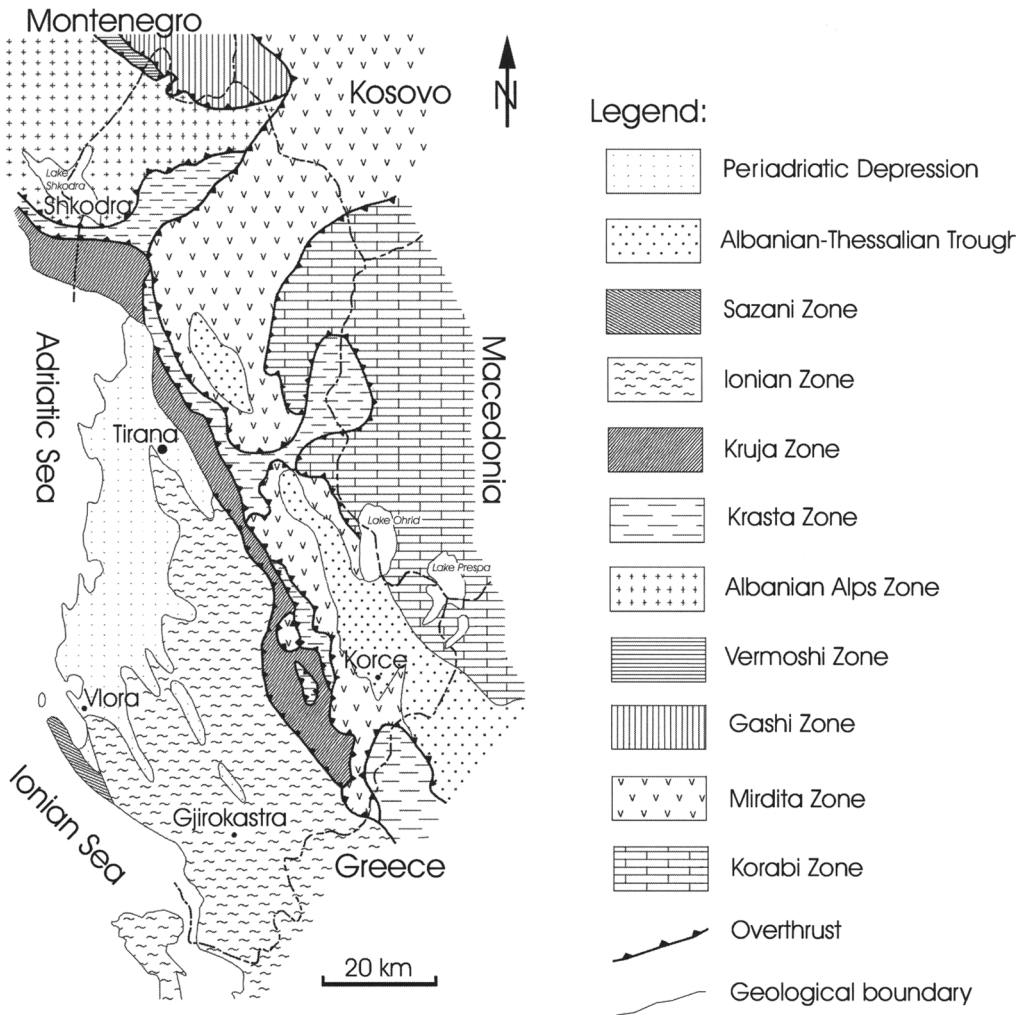 Montenegro
Kosovo
N
Lake
Shkodra
Shkodra
Adriatic Sea
Macedonia
Tirana
Lake Ohrid
Lake Prespa
Korce
Vlora
Ionian Sea
Gjirokastra
Greece
20 km
Legend:
Periadriatic Depression
Albanian-Thessalian Trough
Sazani Zone
Ionian Zone
Kruja Zone
Krasta Zone
Albanian Alps Zone
Vermoshi Zone
Gashi Zone
Mirdita Zone
Korabi Zone
Overthrust
Geological boundary